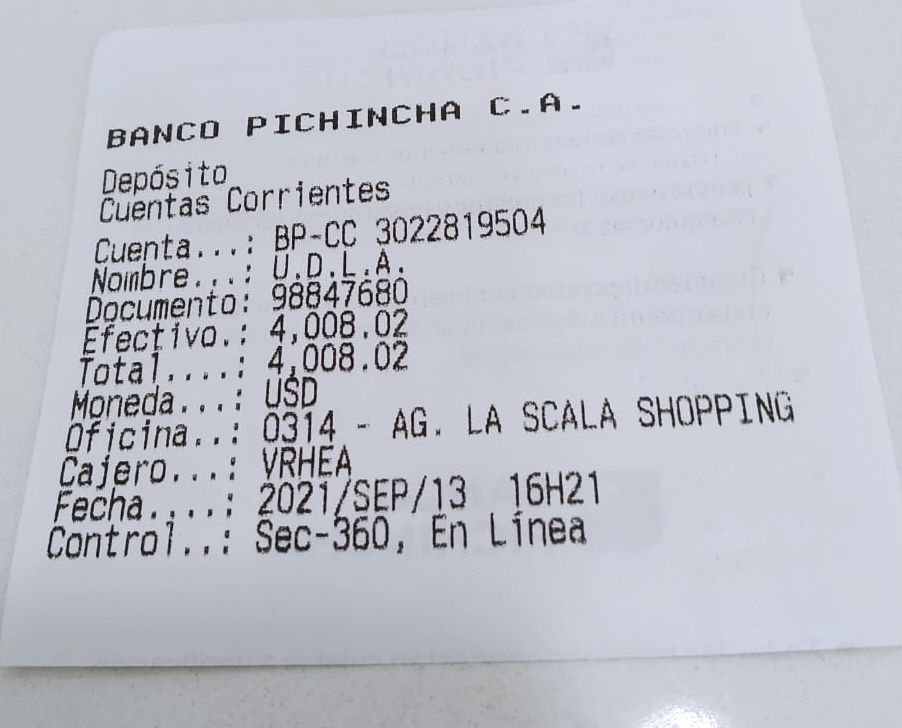 BANCO PICHINCHA C.A.
Depósito
Cuentas Corrientes
Cuenta...: BP-CC 3022819504
Nombre...: U.D.L.A.
Documento: 98847680
Efectivo.: 4,008.02
Total....: 4,008.02
Moneda...: USD
Oficina..: 0314 - AG. LA SCALA SHOPPING
Cajero...: VRHEA
Fecha....: 2021/SEP/13 16H21
Control..: Sec-360, En Línea